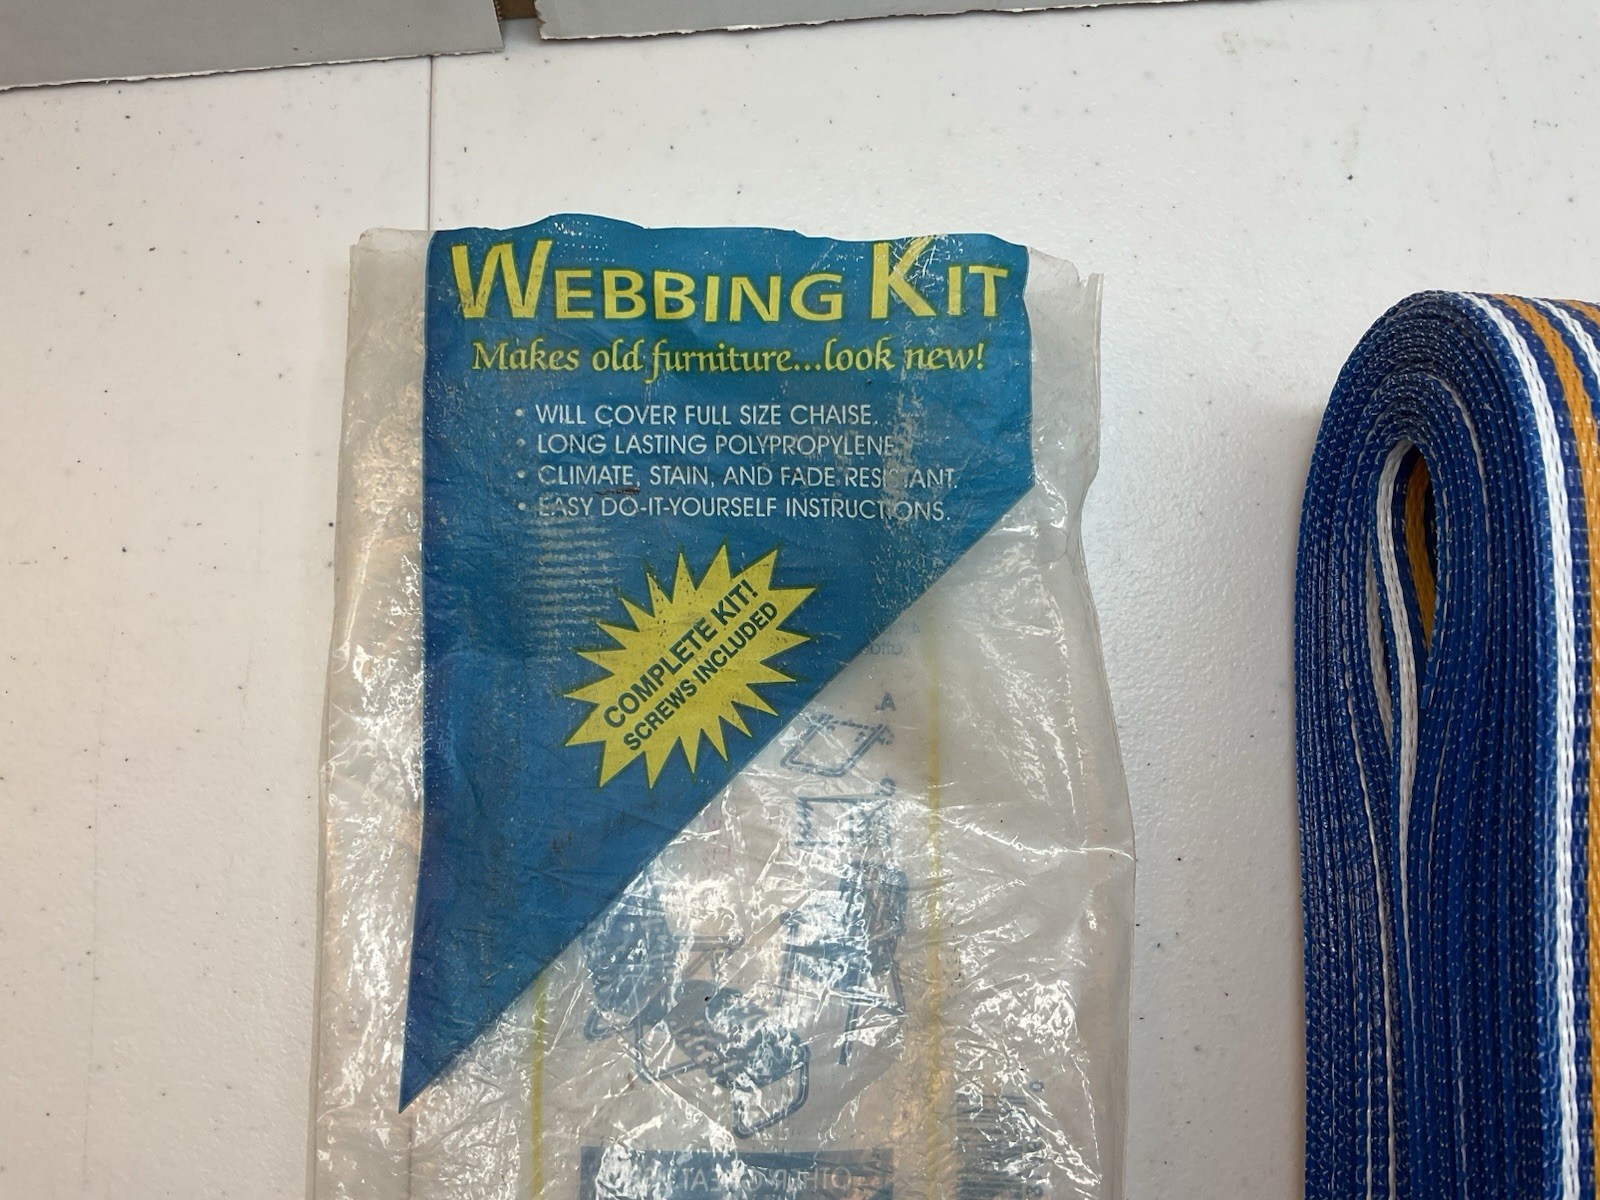 WEBBING KIT
Makes old furniture...look new!
• WILL COVER FULL SIZE CHAISE.
• LONG LASTING POLYPROPYLENE
• CLIMATE, STAIN, AND FADE RESISTANT.
• EASY DO-IT-YOURSELF INSTRUCTIONS.
COMPLETE KIT!
SCREWS INCLUDED